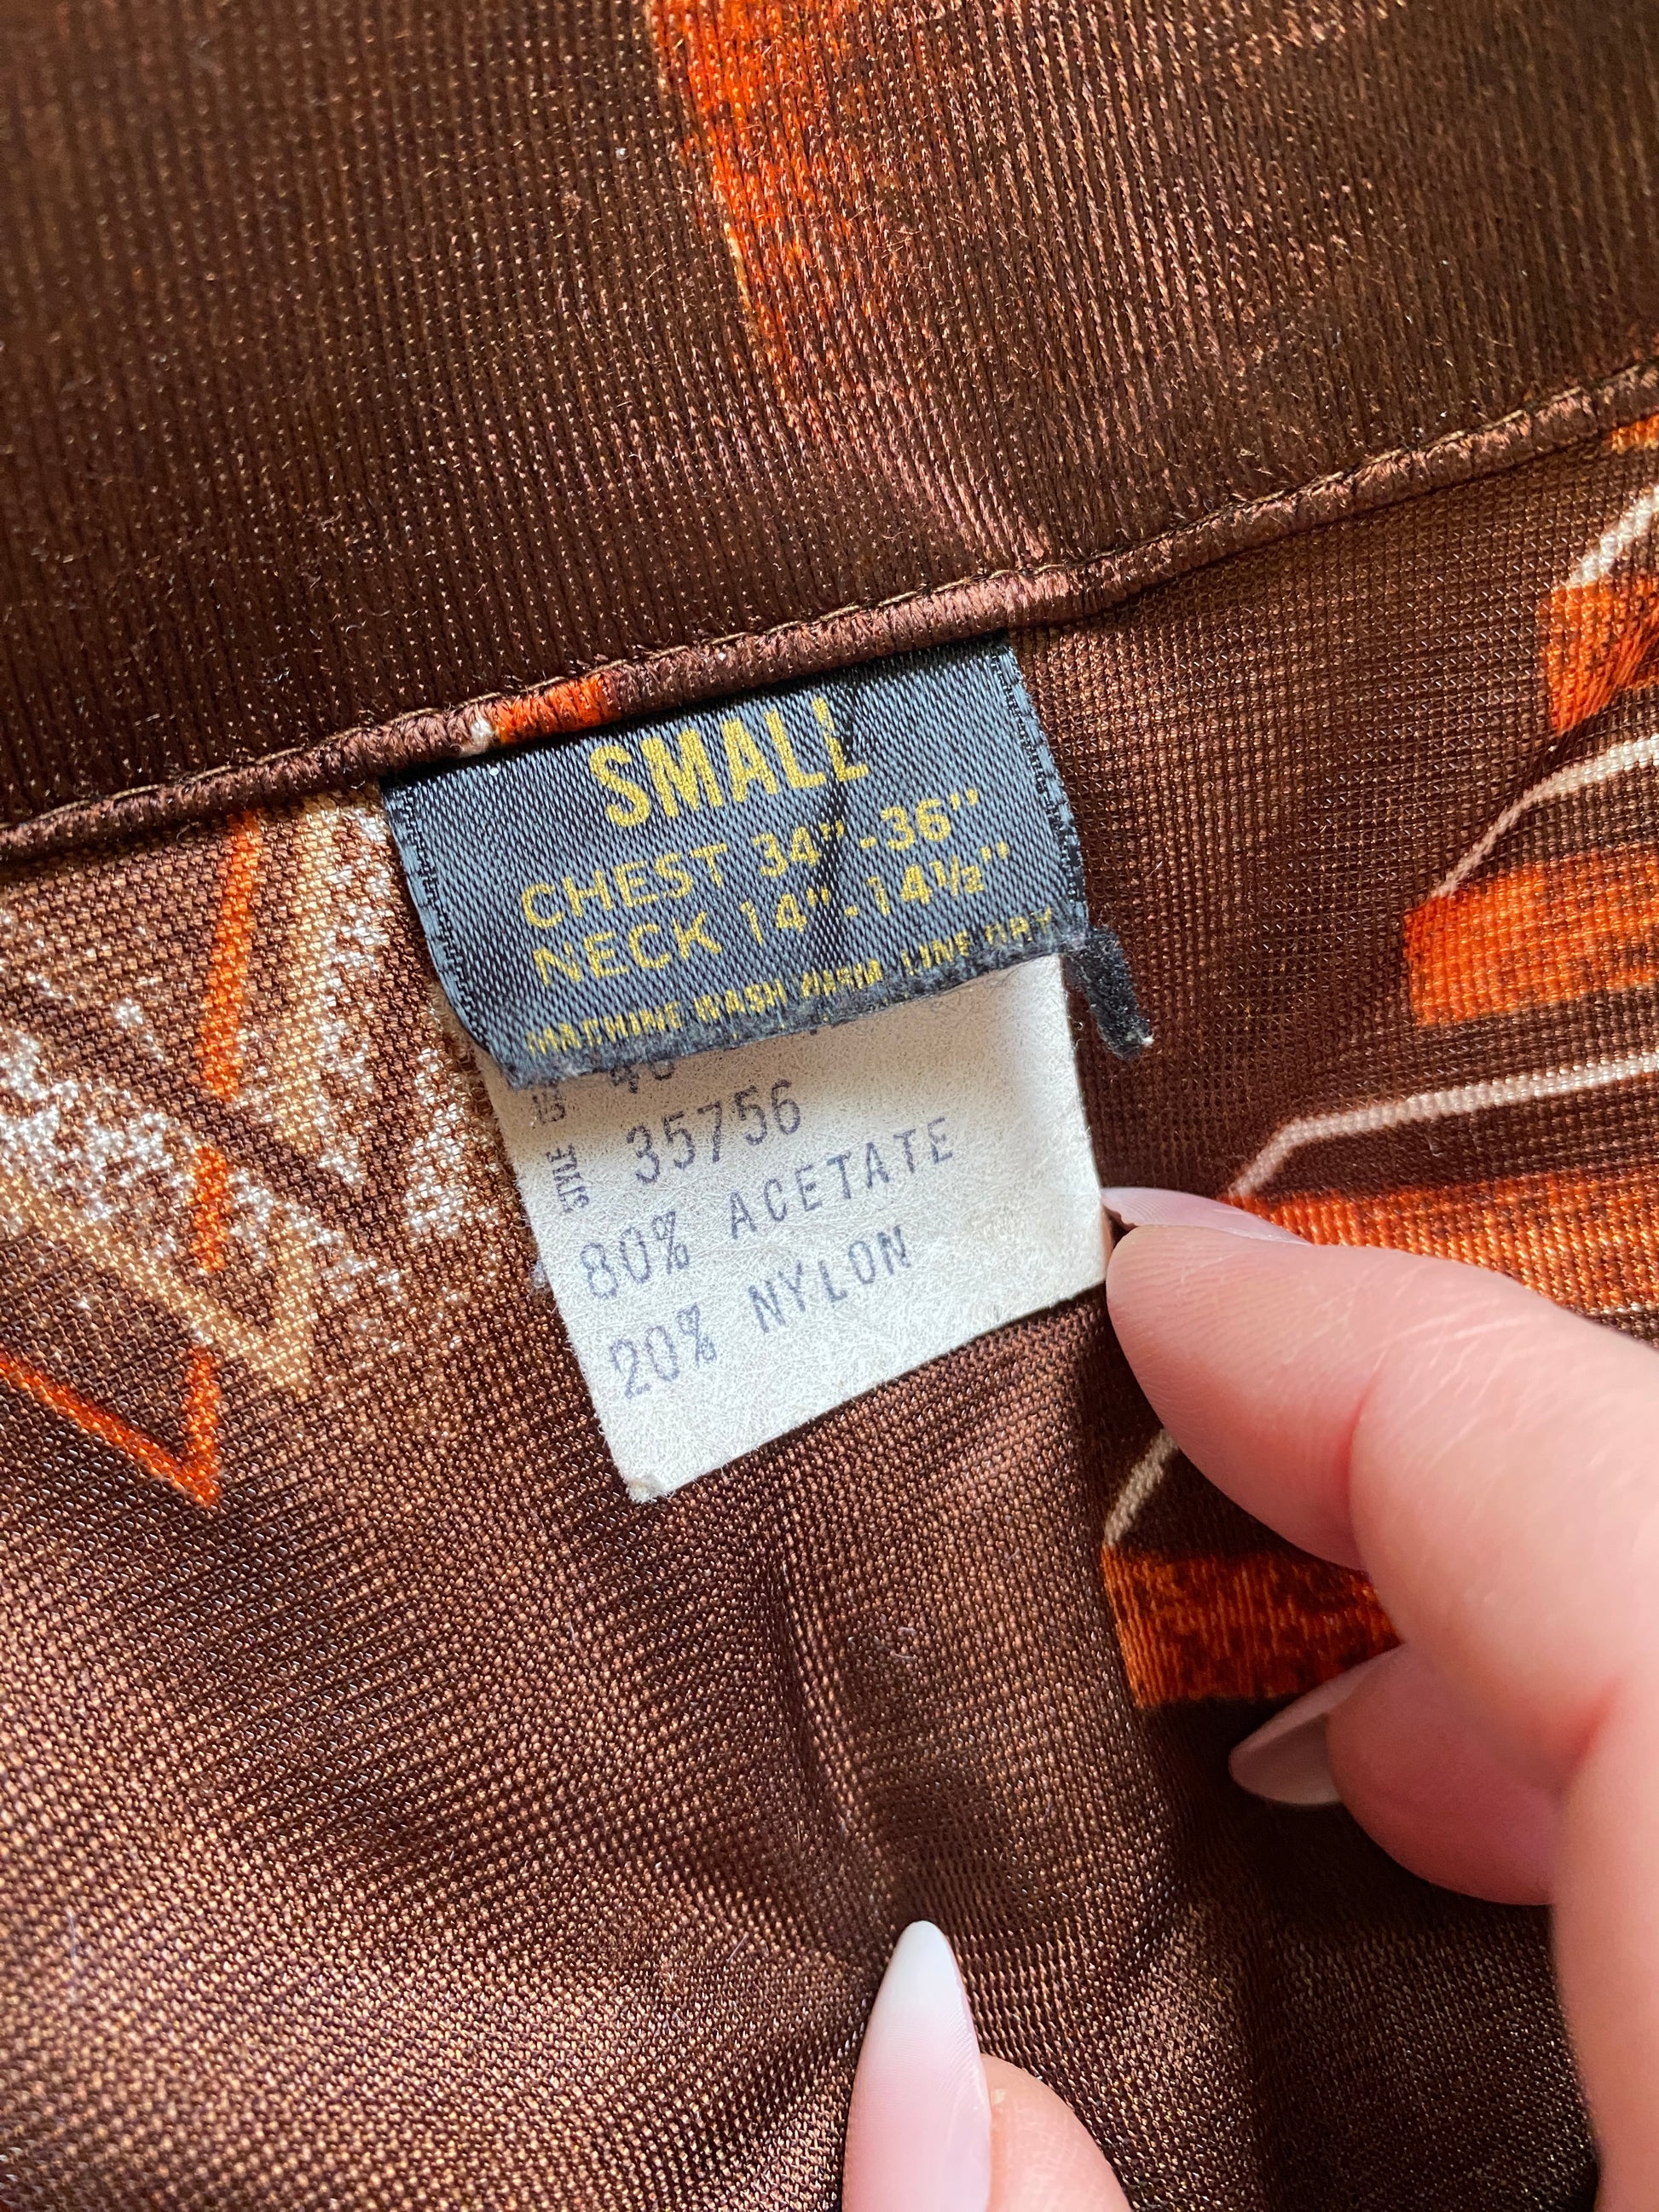 SMALL
CHEST 34"-36"
NECK 14"-14½"
MACHINE WASH WARM LINE DRY
STYLE 35756
80% ACETATE
20% NYLON